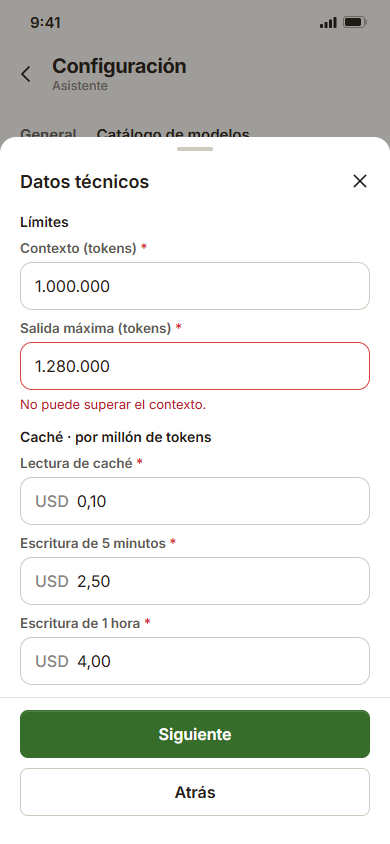 9:41
Configuración
Asistente
General Catálogo de modelos
Datos técnicos
Límites
Contexto (tokens) *
1.000.000
Salida máxima (tokens) *
1.280.000
No puede superar el contexto.
Caché · por millón de tokens
Lectura de caché *
USD 0,10
Escritura de 5 minutos *
USD 2,50
Escritura de 1 hora *
USD 4,00
Siguiente
Atrás